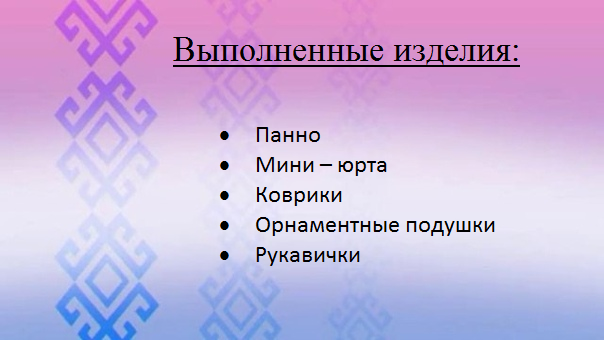 Выполненные изделия:
• Панно
• Мини – юрта
• Коврики
• Орнаментные подушки
• Рукавички